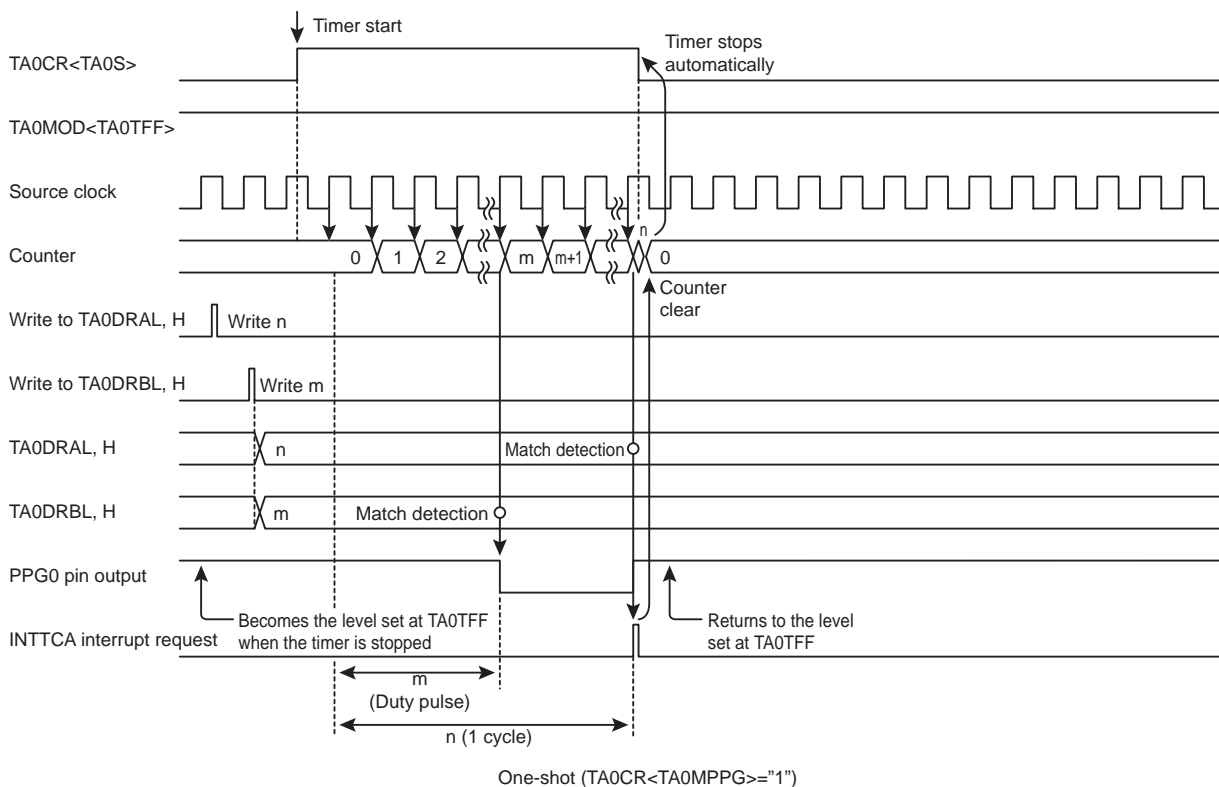 Timer start
TA0CR<TA0S>
Timer stops
automatically
TA0MOD<TA0TFF>
Source clock
n
Counter
0
1
2
m
m+1
0
Counter
clear
Write to TA0DRAL, H
Write n
Write to TA0DRBL, H
Write m
TA0DRAL, H
n
Match detection
TA0DRBL, H
m
Match detection
PPG0 pin output
Becomes the level set at TA0TFF
when the timer is stopped
Returns to the level
set at TA0TFF
INTTCA interrupt request
m
(Duty pulse)
n (1 cycle)
One-shot (TA0CR<TA0MPPG>=”1”)